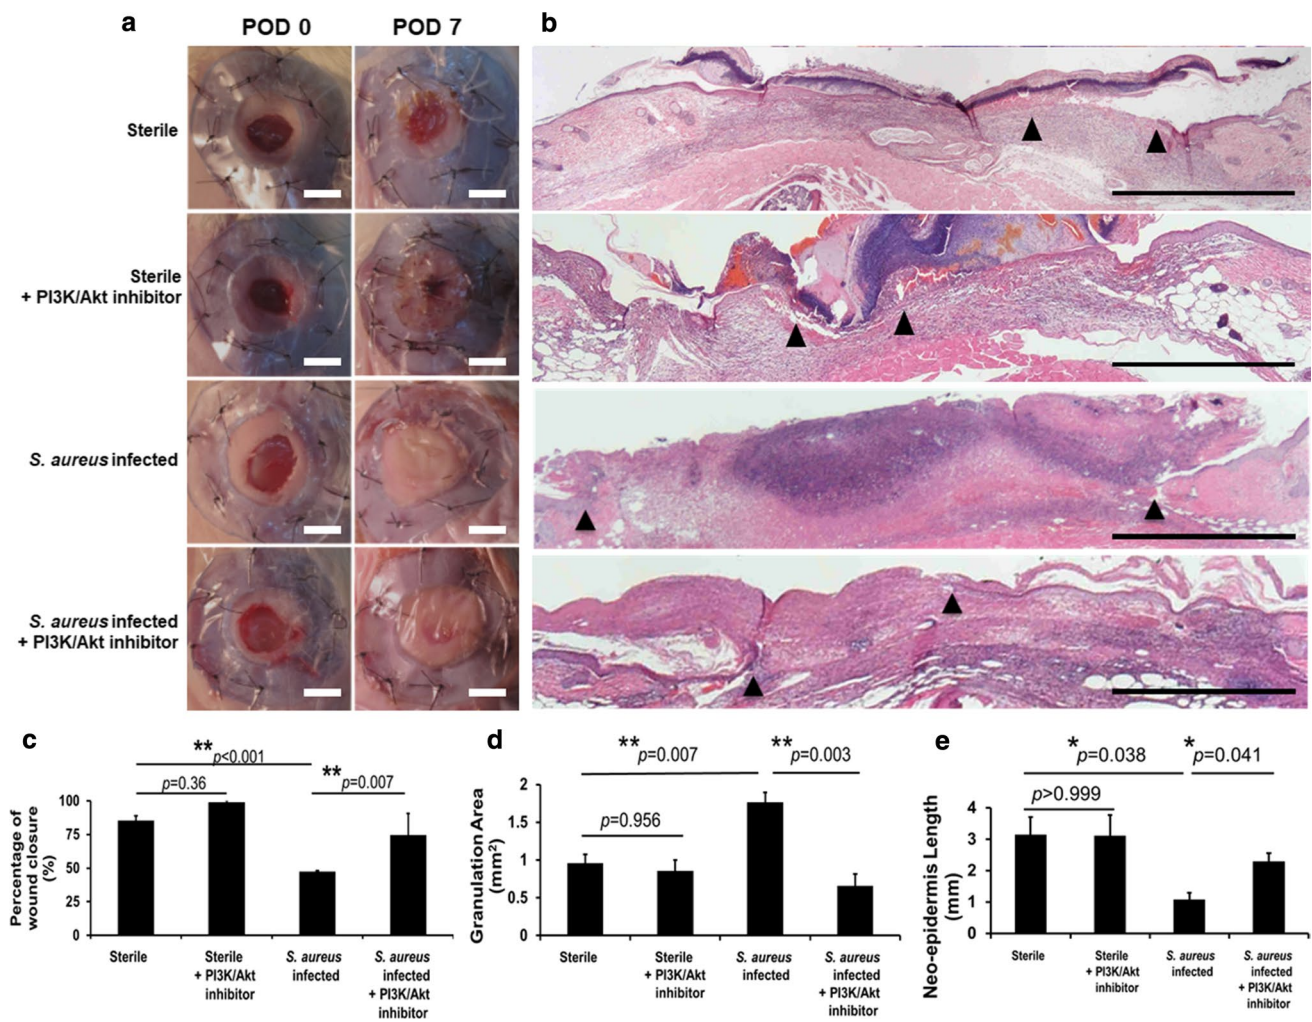 a
POD 0
POD 7
b
Sterile
Sterile
+ PI3K/Akt inhibitor
S. aureus infected
S. aureus infected
+ PI3K/Akt inhibitor
c
**
p<0.001
p=0.36
**
p=0.007
Percentage of
wound closure
(%)
100
75
50
25
0
Sterile
Sterile
+ PI3K/Akt
inhibitor
S. aureus
infected
S. aureus
infected
+ PI3K/Akt
inhibitor
d
**
p=0.007
**
p=0.003
p=0.956
Granulation Area
(mm²)
2
1.5
1
0.5
0
Sterile
Sterile
+ PI3K/Akt
inhibitor
S. aureus
infected
S. aureus
infected
+ PI3K/Akt
inhibitor
e
*
p=0.038
*
p=0.041
p>0.999
Neo-epidermis Length
(mm)
4
3
2
1
0
Sterile
Sterile
+ PI3K/Akt
inhibitor
S. aureus
infected
S. aureus
infected
+ PI3K/Akt
inhibitor